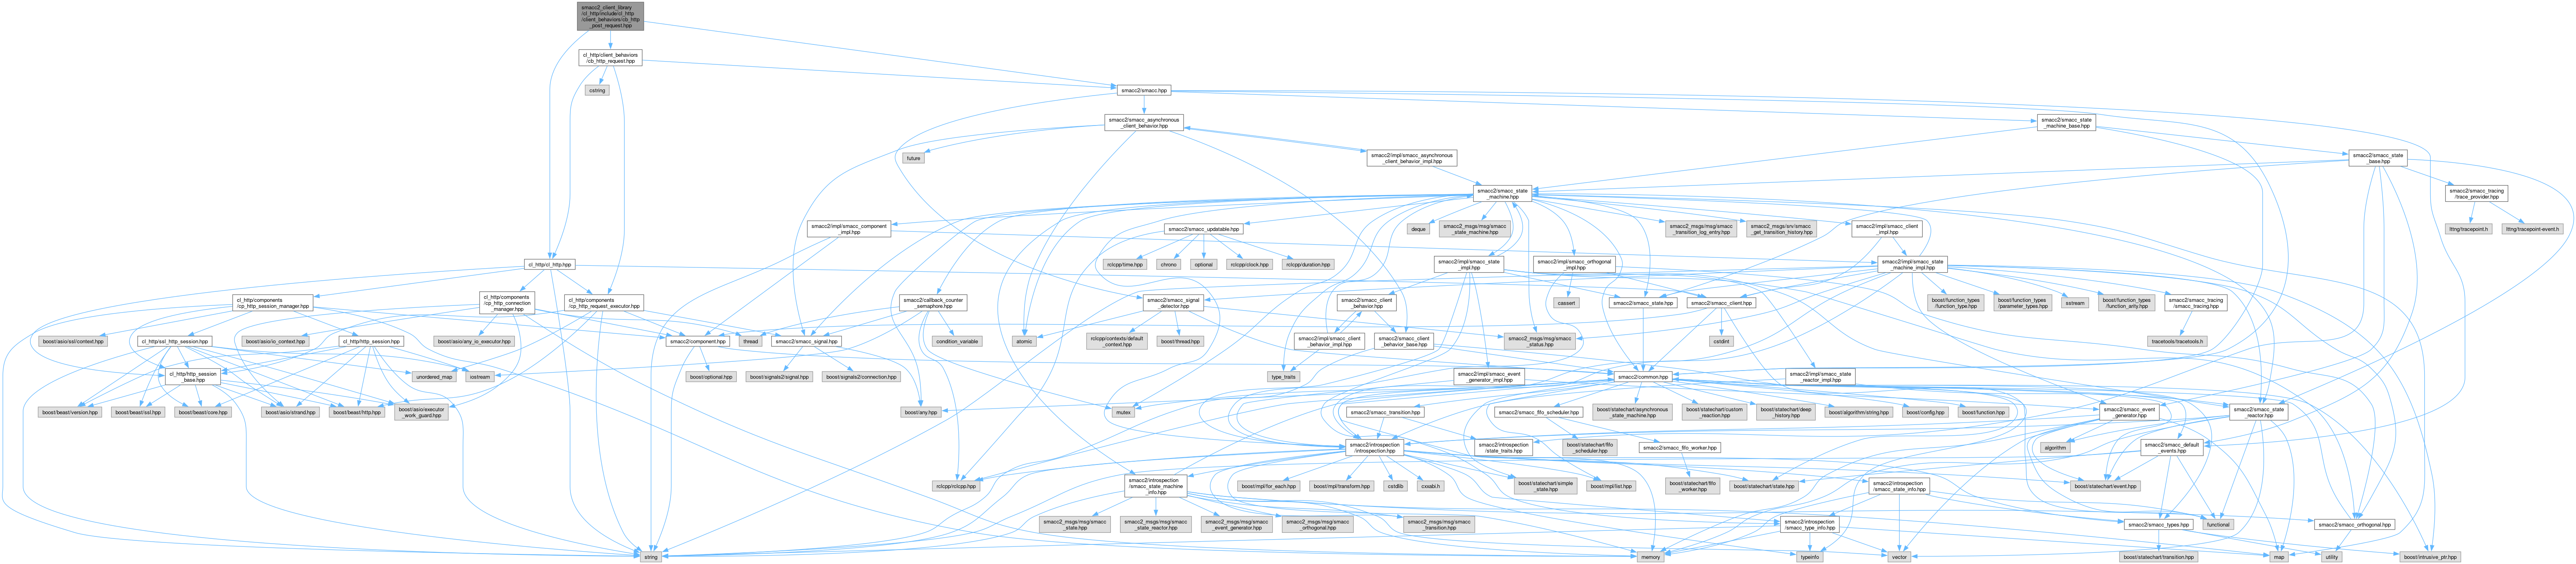 smacc2_client_library
/cl_http/include/cl_http
/client_behaviors/cb_http
_post_request.hpp
cl_http/client_behaviors
/cb_http_request.hpp
cstring
smacc2/smacc.hpp
smacc2/smacc_asynchronous
_client_behavior.hpp
smacc2/smacc_state
_machine_base.hpp
future
smacc2/impl/smacc_asynchronous
_client_behavior_impl.hpp
smacc2/smacc_state
_base.hpp
smacc2/smacc_state
_machine.hpp
smacc2/smacc_tracing
/trace_provider.hpp
smacc2/impl/smacc_component
_impl.hpp
smacc2/smacc_updatable.hpp
deque
smacc2_msgs/msg/smacc
_state_machine.hpp
smacc2_msgs/msg/smacc
_transition_log_entry.hpp
smacc2_msgs/srv/smacc
_get_transition_history.hpp
smacc2/impl/smacc_client
_impl.hpp
lttng/tracepoint.h
lttng/tracepoint-event.h
cl_http/cl_http.hpp
rclcpp/time.hpp
chrono
optional
rclcpp/clock.hpp
rclcpp/duration.hpp
smacc2/impl/smacc_state
_impl.hpp
smacc2/impl/smacc_orthogonal
_impl.hpp
smacc2/impl/smacc_state
_machine_impl.hpp
cl_http/components
/cp_http_session_manager.hpp
cl_http/components
/cp_http_connection
_manager.hpp
cl_http/components
/cp_http_request_executor.hpp
smacc2/callback_counter
_semaphore.hpp
smacc2/smacc_signal
_detector.hpp
smacc2/smacc_client
_behavior.hpp
cassert
smacc2/smacc_state.hpp
smacc2/smacc_client.hpp
boost/function_types
/function_type.hpp
boost/function_types
/parameter_types.hpp
sstream
boost/function_types
/function_arity.hpp
smacc2/smacc_tracing
/smacc_tracing.hpp
boost/asio/ssl/context.hpp
cl_http/ssl_http_session.hpp
boost/asio/io_context.hpp
cl_http/http_session.hpp
boost/asio/any_io_executor.hpp
smacc2/component.hpp
thread
smacc2/smacc_signal.hpp
condition_variable
atomic
rclcpp/contexts/default
_context.hpp
boost/thread.hpp
smacc2/impl/smacc_client
_behavior_impl.hpp
smacc2/smacc_client
_behavior_base.hpp
smacc2_msgs/msg/smacc
_status.hpp
cstdint
tracetools/tracetools.h
cl_http/http_session
_base.hpp
unordered_map
iostream
boost/optional.hpp
boost/signals2/signal.hpp
boost/signals2/connection.hpp
type_traits
smacc2/impl/smacc_event
_generator_impl.hpp
smacc2/common.hpp
smacc2/impl/smacc_state
_reactor_impl.hpp
boost/beast/version.hpp
boost/beast/ssl.hpp
boost/beast/core.hpp
boost/asio/strand.hpp
boost/beast/http.hpp
boost/asio/executor
_work_guard.hpp
boost/any.hpp
mutex
smacc2/smacc_transition.hpp
smacc2/smacc_fifo_scheduler.hpp
boost/statechart/asynchronous
_state_machine.hpp
boost/statechart/custom
_reaction.hpp
boost/statechart/deep
_history.hpp
boost/algorithm/string.hpp
boost/config.hpp
boost/function.hpp
smacc2/smacc_event
_generator.hpp
smacc2/smacc_state
_reactor.hpp
smacc2/introspection
/introspection.hpp
smacc2/introspection
/state_traits.hpp
boost/statechart/fifo
_scheduler.hpp
smacc2/smacc_fifo_worker.hpp
algorithm
smacc2/smacc_default
_events.hpp
rclcpp/rclcpp.hpp
smacc2/introspection
/smacc_state_machine
_info.hpp
boost/mpl/for_each.hpp
boost/mpl/transform.hpp
cstdlib
cxxabi.h
boost/statechart/simple
_state.hpp
boost/mpl/list.hpp
boost/statechart/fifo
_worker.hpp
boost/statechart/state.hpp
smacc2/introspection
/smacc_state_info.hpp
boost/statechart/event.hpp
smacc2_msgs/msg/smacc
_state.hpp
smacc2_msgs/msg/smacc
_state_reactor.hpp
smacc2_msgs/msg/smacc
_event_generator.hpp
smacc2_msgs/msg/smacc
_orthogonal.hpp
smacc2_msgs/msg/smacc
_transition.hpp
smacc2/introspection
/smacc_type_info.hpp
smacc2/smacc_types.hpp
functional
smacc2/smacc_orthogonal.hpp
string
memory
typeinfo
vector
boost/statechart/transition.hpp
map
utility
boost/intrusive_ptr.hpp